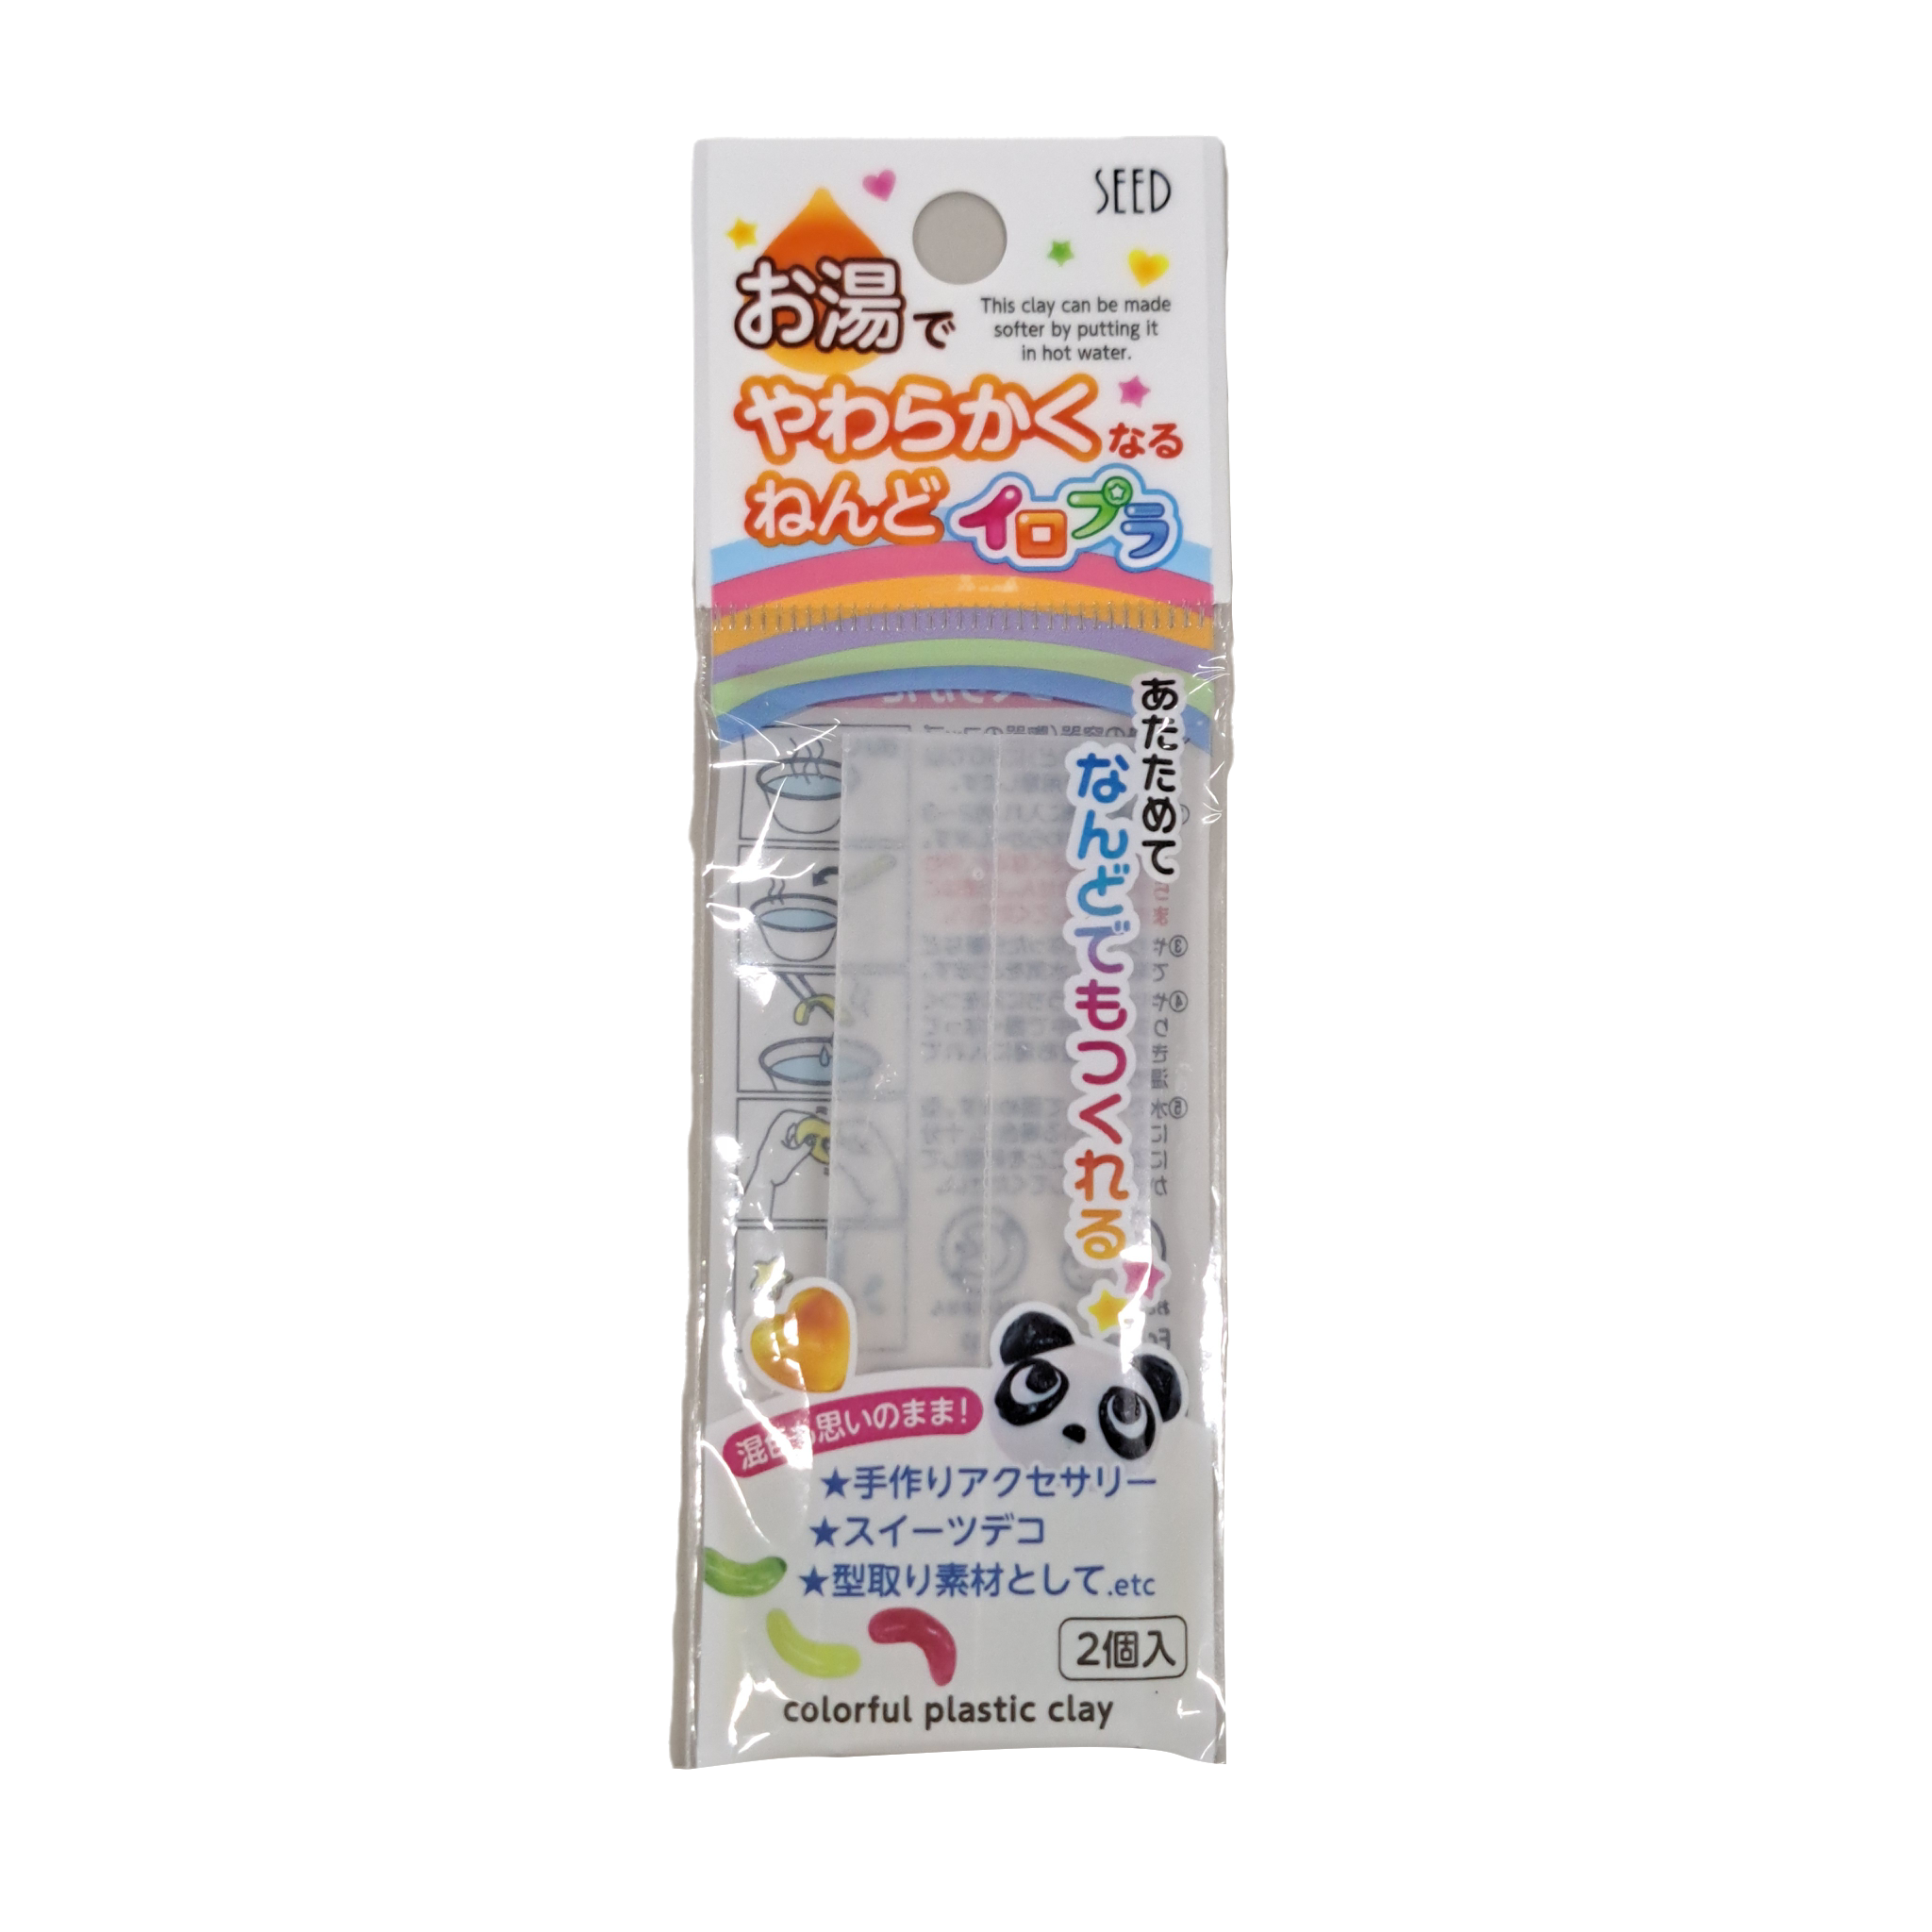 SEED
お湯で
This clay can be made
softer by putting it
in hot water.
やわらかくなる
ねんど イロプラ
あたためて
なんどでもつくれる
混色も思いのまま!
★手作りアクセサリー
★スイーツデコ
★型取り素材として.etc
2個入
colorful plastic clay